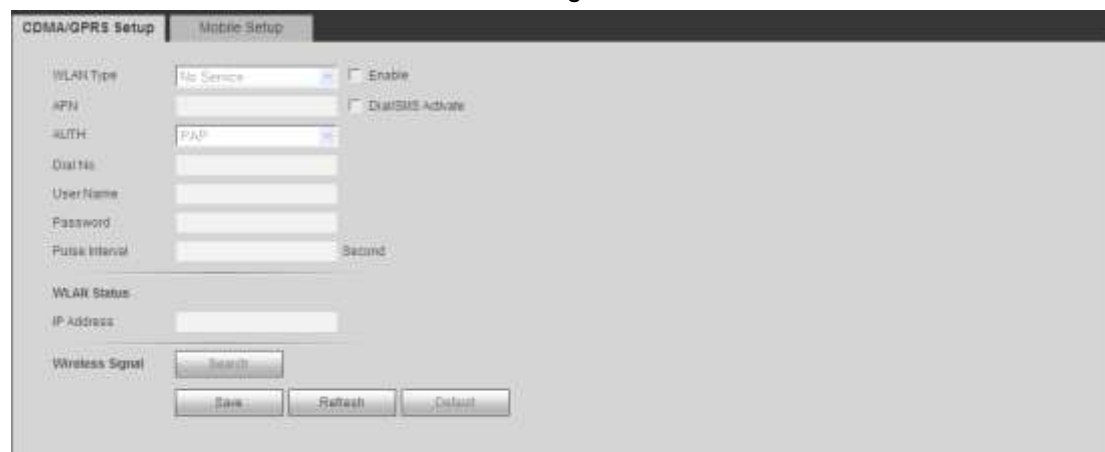 CDMA/GPRS Setup Mobile Setup
WLAN Type No Service Enable
APN Dial/SMS Activate
AUTH PAP
Dial No.
User Name
Password
Pulse Interval Second
WLAN Status
IP Address
Wireless Signal Search
Save Refresh Default